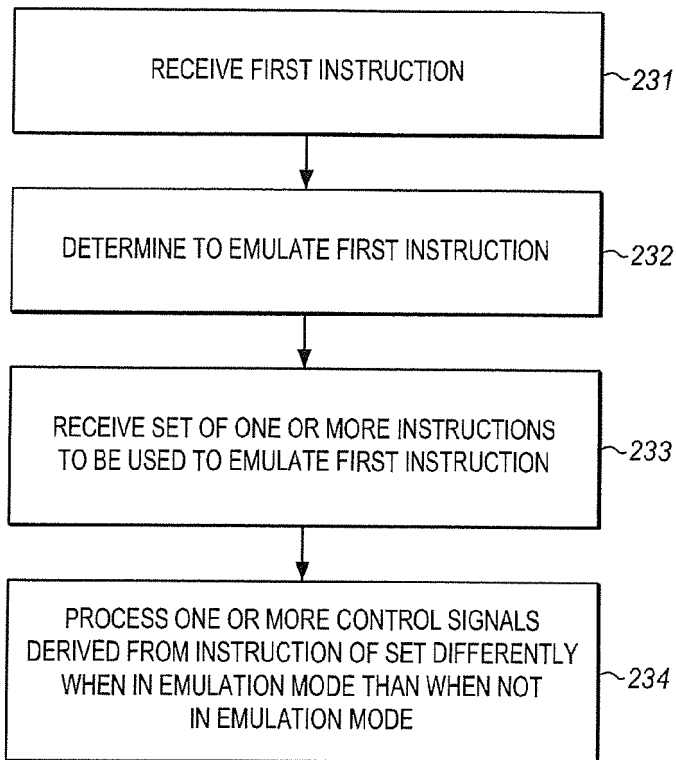 RECEIVE FIRST INSTRUCTION
231
DETERMINE TO EMULATE FIRST INSTRUCTION
232
RECEIVE SET OF ONE OR MORE INSTRUCTIONS
TO BE USED TO EMULATE FIRST INSTRUCTION
233
PROCESS ONE OR MORE CONTROL SIGNALS
DERIVED FROM INSTRUCTION OF SET DIFFERENTLY
WHEN IN EMULATION MODE THAN WHEN NOT
IN EMULATION MODE
234